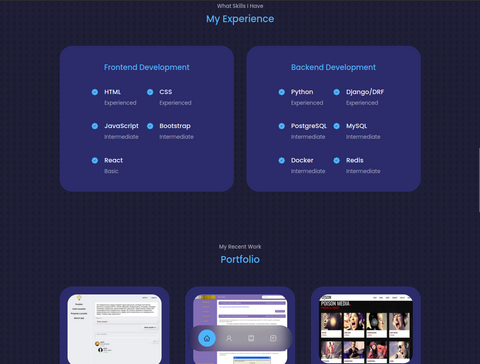 What Skills I Have
My Experience
Frontend Development
HTML
Experienced
CSS
Experienced
JavaScript
Intermediate
Bootstrap
Intermediate
React
Basic
Backend Development
Python
Experienced
Django/DRF
Experienced
PostgreSQL
Intermediate
MySQL
Intermediate
Docker
Intermediate
Redis
Intermediate
My Recent Work
Portfolio
POISON MEDIA